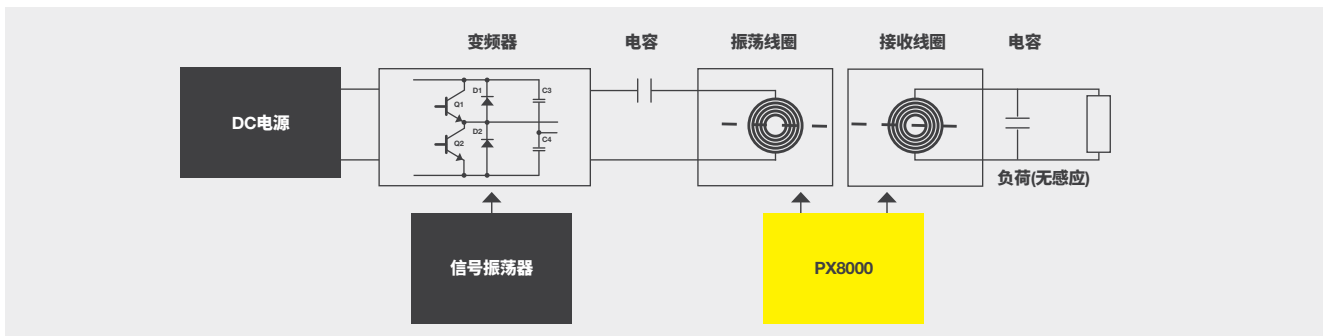 变频器
电容
振荡线圈
接收线圈
电容
DC电源
Q1
D1
C3
Q2
D2
C4
负荷(无感应)
信号振荡器
PX8000